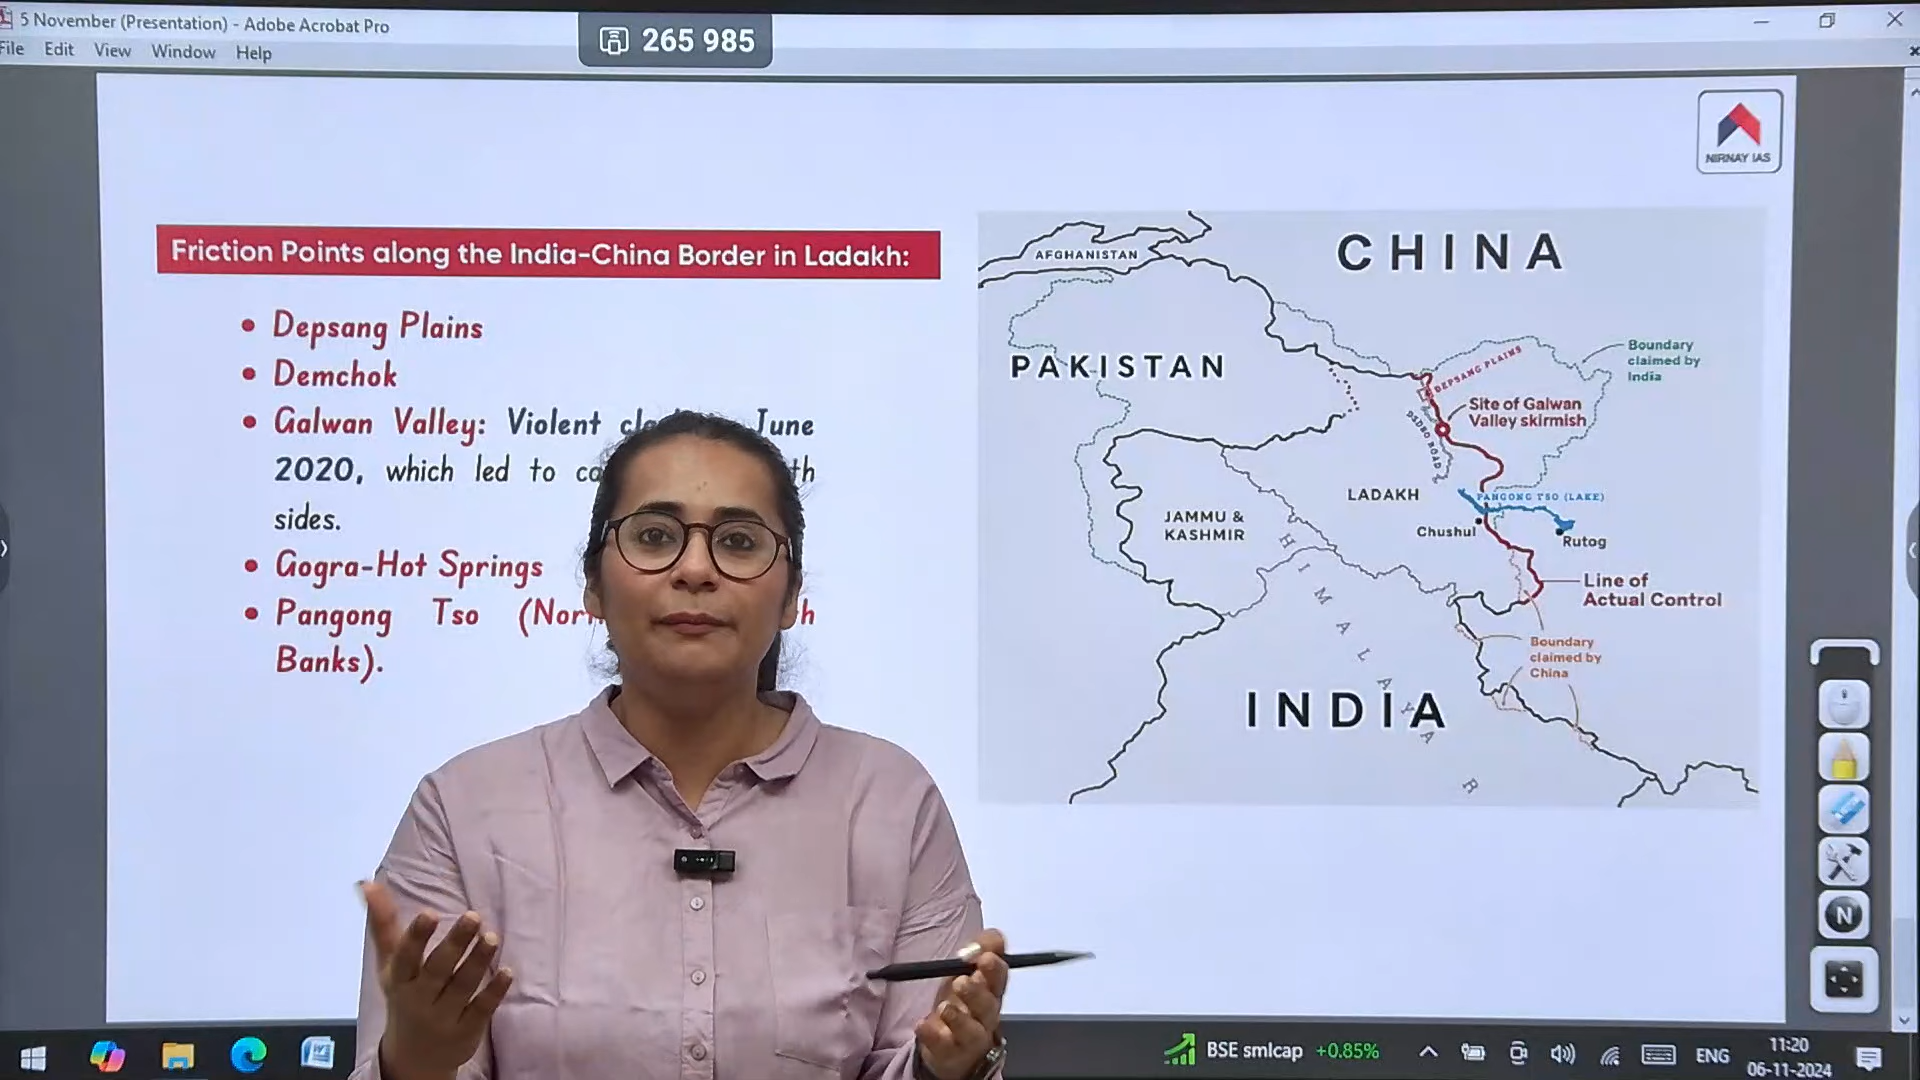 5 November (Presentation) - Adobe Acrobat Pro
265 985
File Edit View Window Help
NIRNAY IAS
Friction Points along the India-China Border in Ladakh:
• Depsang Plains
• Demchok
• Galwan Valley: Violent June
2020, which led to
sides.
• Gogra-Hot Springs
• Pangong Tso
Banks).
CHINA
AFGHANISTAN
PAKISTAN
Boundary
claimed by
India
DEPSANG PLAINS
Site of Galwan
Valley skirmish
DSDBO ROAD
LADAKH
PANGONG TSO (LAKE)
JAMMU &
KASHMIR
Chushul
Rutog
Line of
Actual Control
HIMALAYA R
Boundary
claimed by
China
INDIA
N
BSE smlcap +0.85%
ENG
11:20
06-11-2024